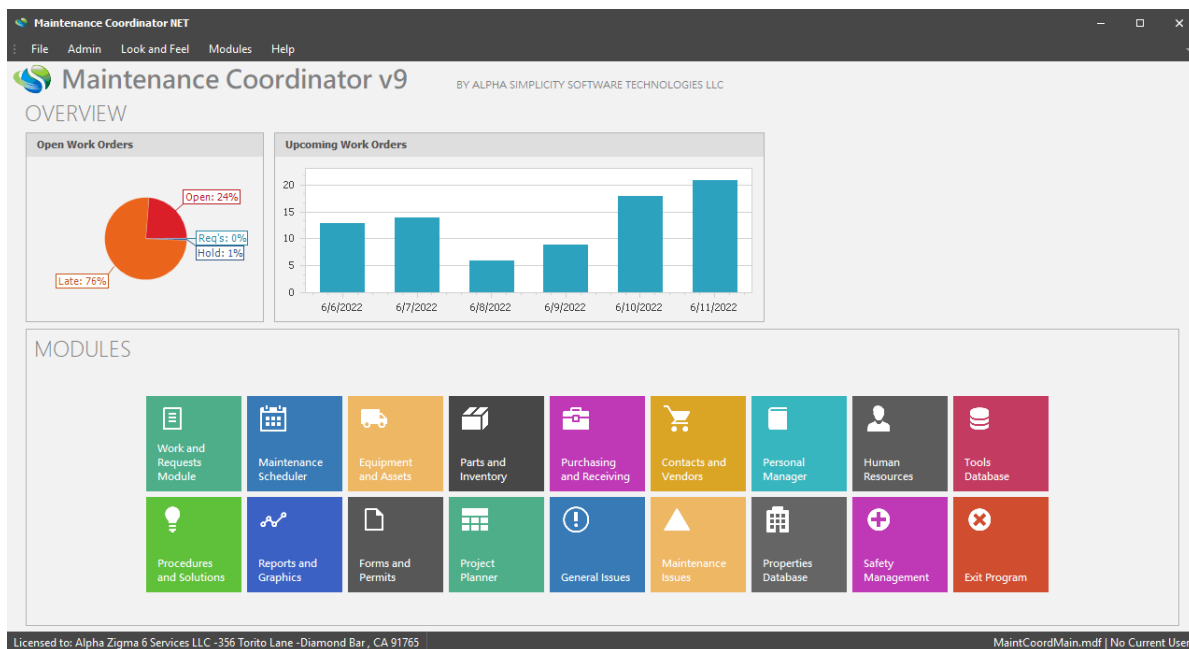 Maintenance Coordinator NET
File Admin Look and Feel Modules Help
Maintenance Coordinator v9 BY ALPHA SIMPLICITY SOFTWARE TECHNOLOGIES LLC
OVERVIEW
Open Work Orders
Open: 24%
Req's: 0%
Hold: 1%
Late: 76%
Upcoming Work Orders
20
15
10
5
0
6/6/2022 6/7/2022 6/8/2022 6/9/2022 6/10/2022 6/11/2022
MODULES
Work and
Requests
Module
Maintenance
Scheduler
Equipment
and Assets
Parts and
Inventory
Purchasing
and Receiving
Contacts and
Vendors
Personal
Manager
Human
Resources
Tools
Database
Procedures
and Solutions
Reports and
Graphics
Forms and
Permits
Project
Planner
General Issues
Maintenance
Issues
Properties
Database
Safety
Management
Exit Program
Licensed to: Alpha Zigma 6 Services LLC -356 Torito Lane -Diamond Bar , CA 91765
MaintCoordMain.mdf | No Current User